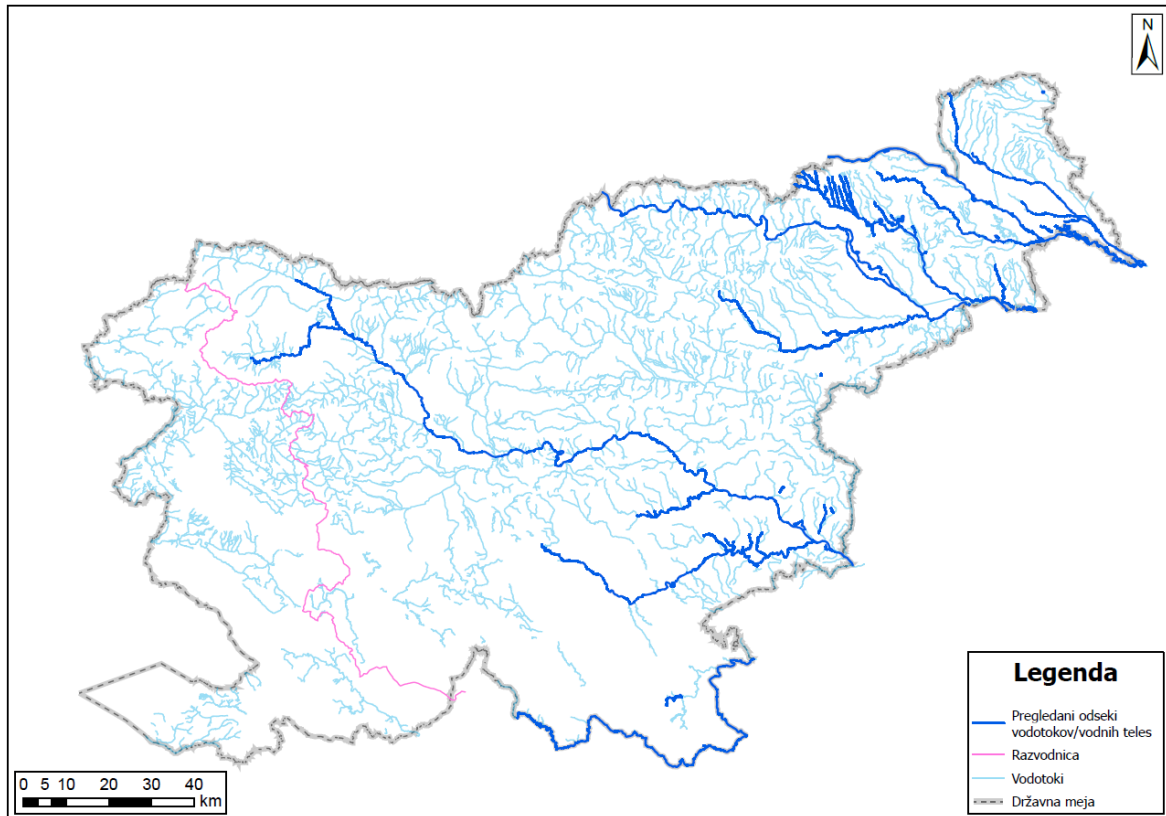 N
Legenda
Pregledani odseki
vodotokov/vodnih teles
Razvodnica
Vodotoki
Državna meja
0 5 10 20 30 40
km